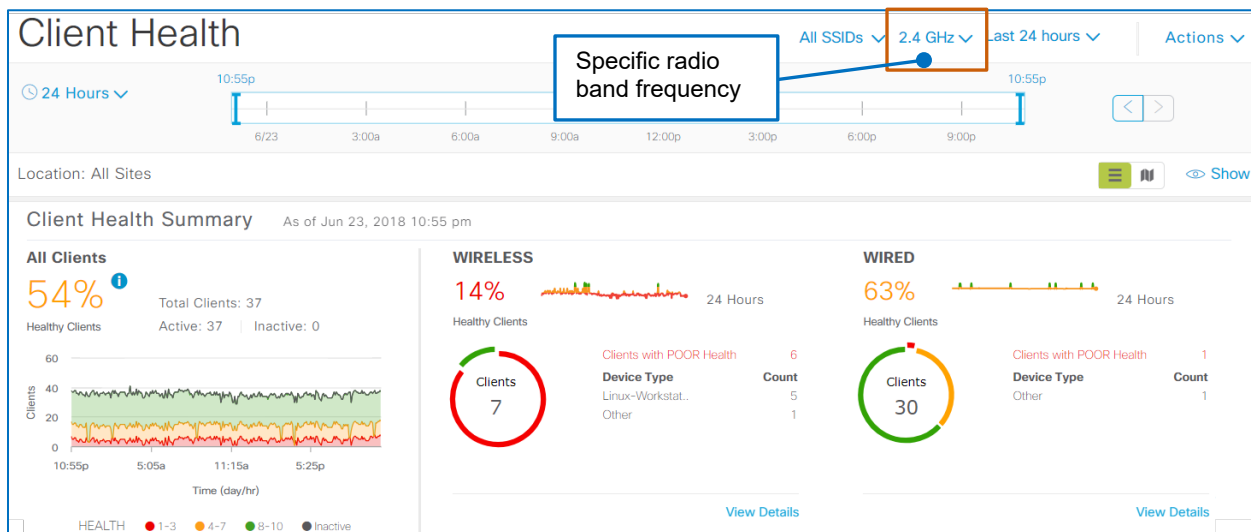 Client Health
All SSIDs 2.4 GHz Last 24 hours Actions
Specific radio
band frequency
24 Hours
10:55p 10:55p
6/23 3:00a 6:00a 9:00a 12:00p 3:00p 6:00p 9:00p
Location: All Sites
Show
Client Health Summary As of Jun 23, 2018 10:55 pm
All Clients
54%
Healthy Clients
Total Clients: 37
Active: 37 Inactive: 0
60
40
20
0
Clients
10:55p 5:05a 11:15a 5:25p
Time (day/hr)
HEALTH 1-3 4-7 8-10 Inactive
WIRELESS
14%
24 Hours
Healthy Clients
Clients
7
Clients with POOR Health 6
Device Type Count
Linux-Workstat.. 5
Other 1
View Details
WIRED
63%
24 Hours
Healthy Clients
Clients
30
Clients with POOR Health 1
Device Type Count
Other 1
View Details